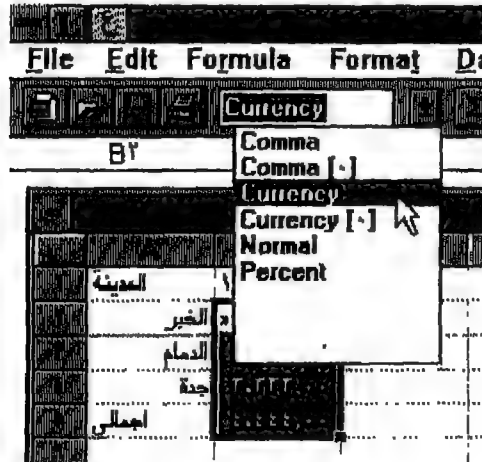 File Edit Formula Format Da
Currency
B٢
Comma
Comma [٠]
Currency
Currency [٠]
Normal
Percent
المدينة
الخبر
الدمام
جدة
اجمالي